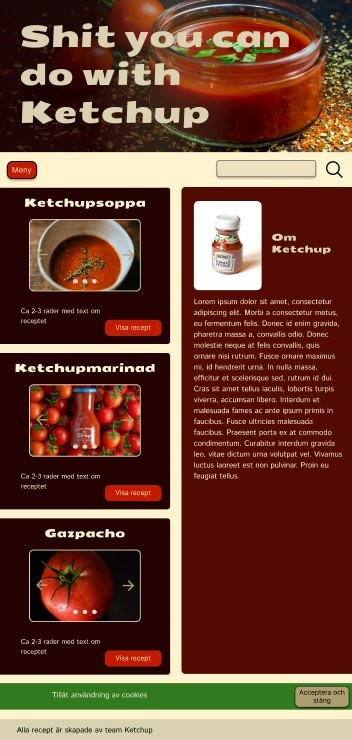 Shit you can
do with
Ketchup
Meny
Ketchupsoppa
Ca 2-3 rader med text om
receptet
Visa recept
Ketchupmarinad
Ca 2-3 rader med text om
receptet
Visa recept
Gazpacho
Ca 2-3 rader med text om
receptet
Visa recept
HEINZ
Om
Ketchup
Lorem ipsum dolor sit amet, consectetur
adipiscing elit. Morbi a consectetur metus,
eu fermentum felis. Donec id enim gravida,
pharetra massa a, convallis odio. Donec
molestie neque at felis convallis, quis
ornare nisi rutrum. Fusce ornare maximus
mi, id hendrerit urna. In nulla massa,
efficitur et scelerisque sed, rutrum id dui.
Cras sit amet tellus iaculis, lobortis turpis
viverra, accumsan libero. Interdum et
malesuada fames ac ante ipsum primis in
faucibus. Fusce ultricies malesuada
faucibus. Praesent porta ex at commodo
condimentum. Curabitur interdum gravida
leo, vitae dictum urna volutpat vel. Vivamus
luctus laoreet est non pulvinar. Proin eu
feugiat tellus.
Tillåt användning av cookies
Acceptera och
stäng
Alla recept är skapade av team Ketchup